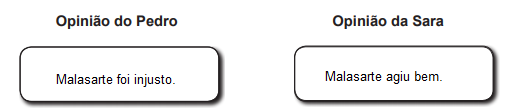 Opinião do Pedro
Malasarte foi injusto.
Opinião da Sara
Malasarte agiu bem.